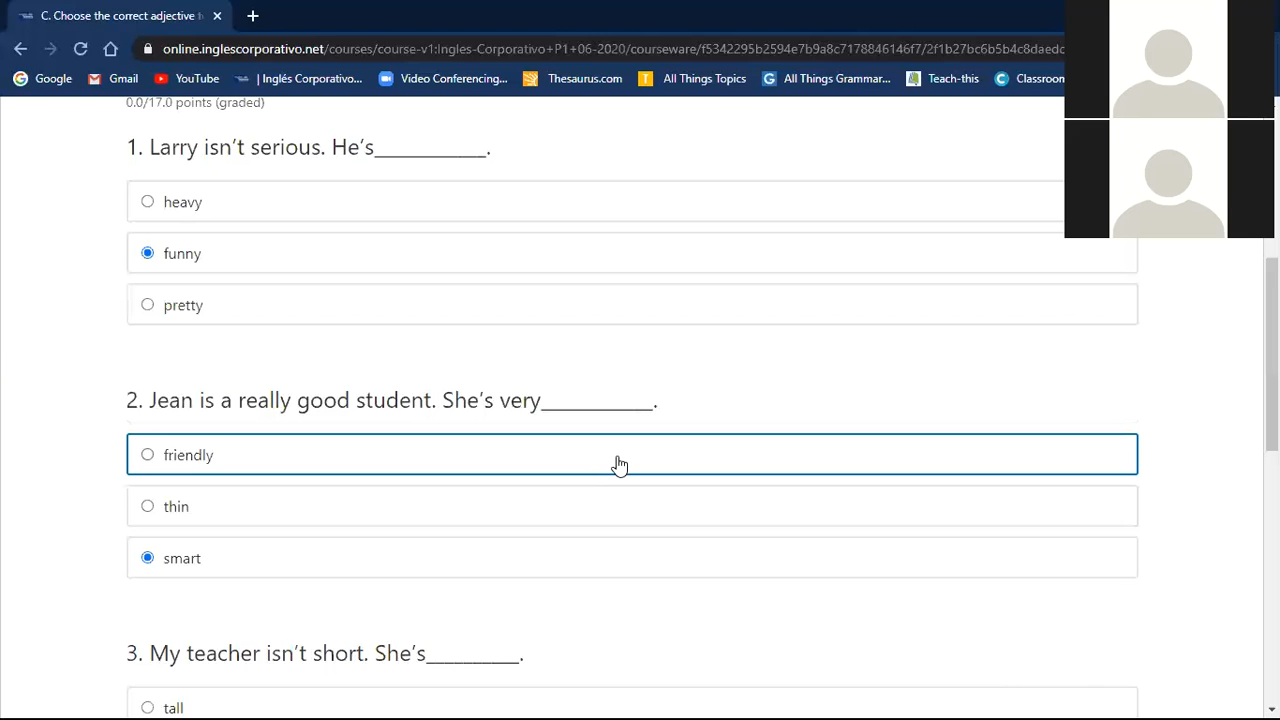 C. Choose the correct adjective t
online.inglescorporativo.net/courses/course-v1:Ingles-Corporativo+P1+06-2020/courseware/f5342295b2594e7b9a8c7178846146f7/2f1b27bc6b5b4c8daedc
Google Gmail YouTube | Inglés Corporativo... Video Conferencing... Thesaurus.com All Things Topics All Things Grammar... Teach-this Classroom
0.0/17.0 points (graded)
1. Larry isn't serious. He's___________.
heavy
funny
pretty
2. Jean is a really good student. She's very___________.
friendly
thin
smart
3. My teacher isn't short. She's_________.
tall